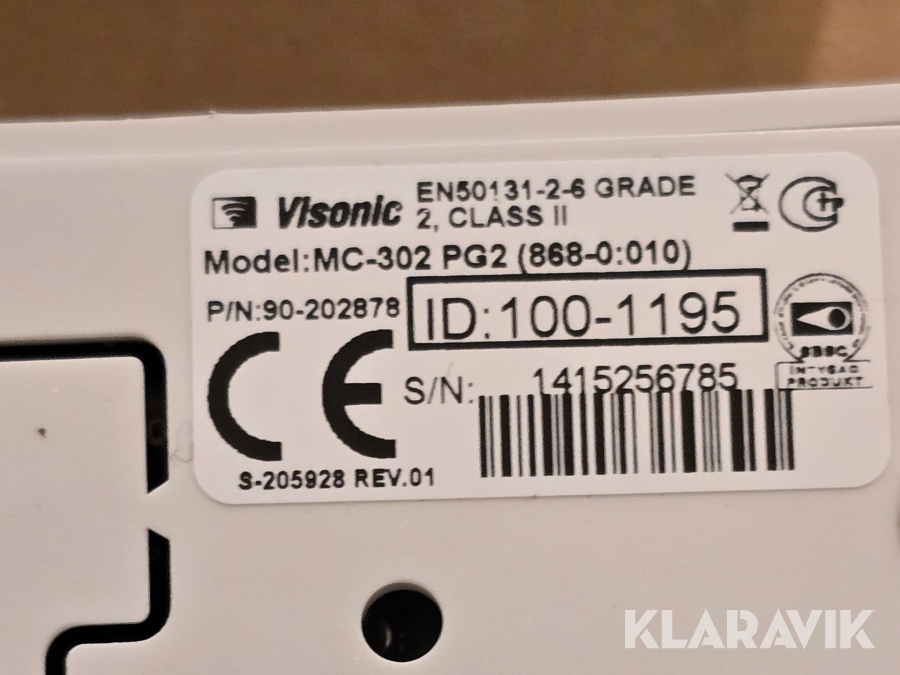 Visonic
EN50131-2-6 GRADE
2, CLASS II
Model:MC-302 PG2 (868-0:010)
P/N:90-202878
ID:100-1195
CE
S/N: 1415256785
SBSC
INTYGAD
PRODUKT
S-205928 REV.01
KLARAVIK